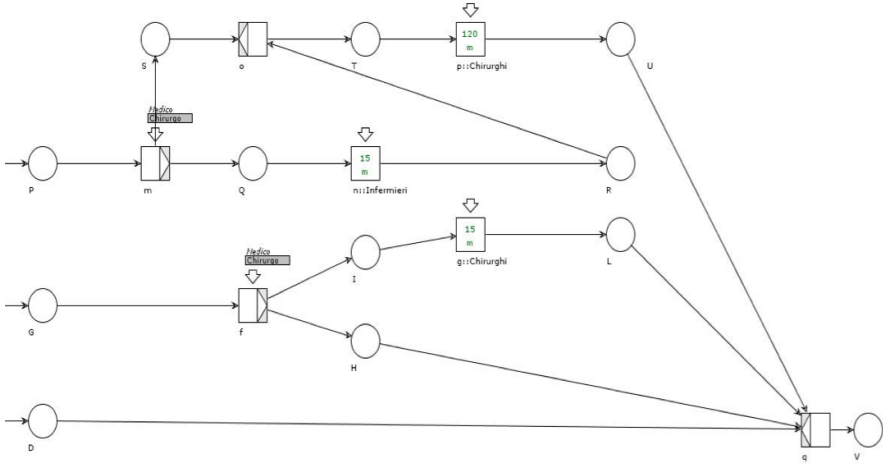 120
m
S
o
T
p::Chirurghi
U
Medico
Chirurgo
15
m
P
m
Q
n::Infermieri
R
15
m
Medico
Chirurgo
I
g::Chirurghi
L
G
f
H
D
q
V